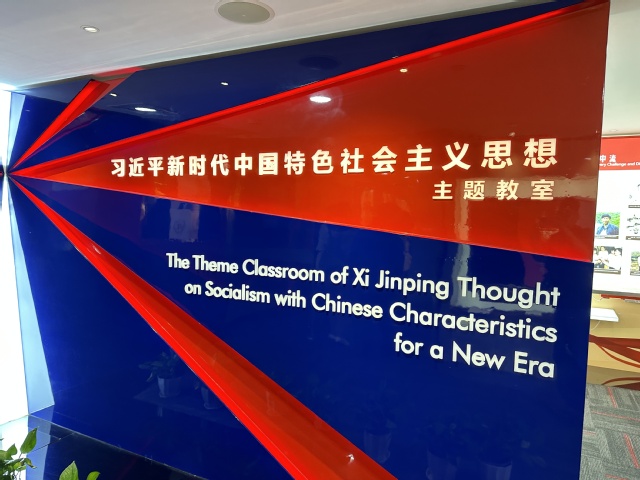 习近平新时代中国特色社会主义思想
主题教室
The Theme Classroom of Xi Jinping Thought
on Socialism with Chinese Characteristics
for a New Era